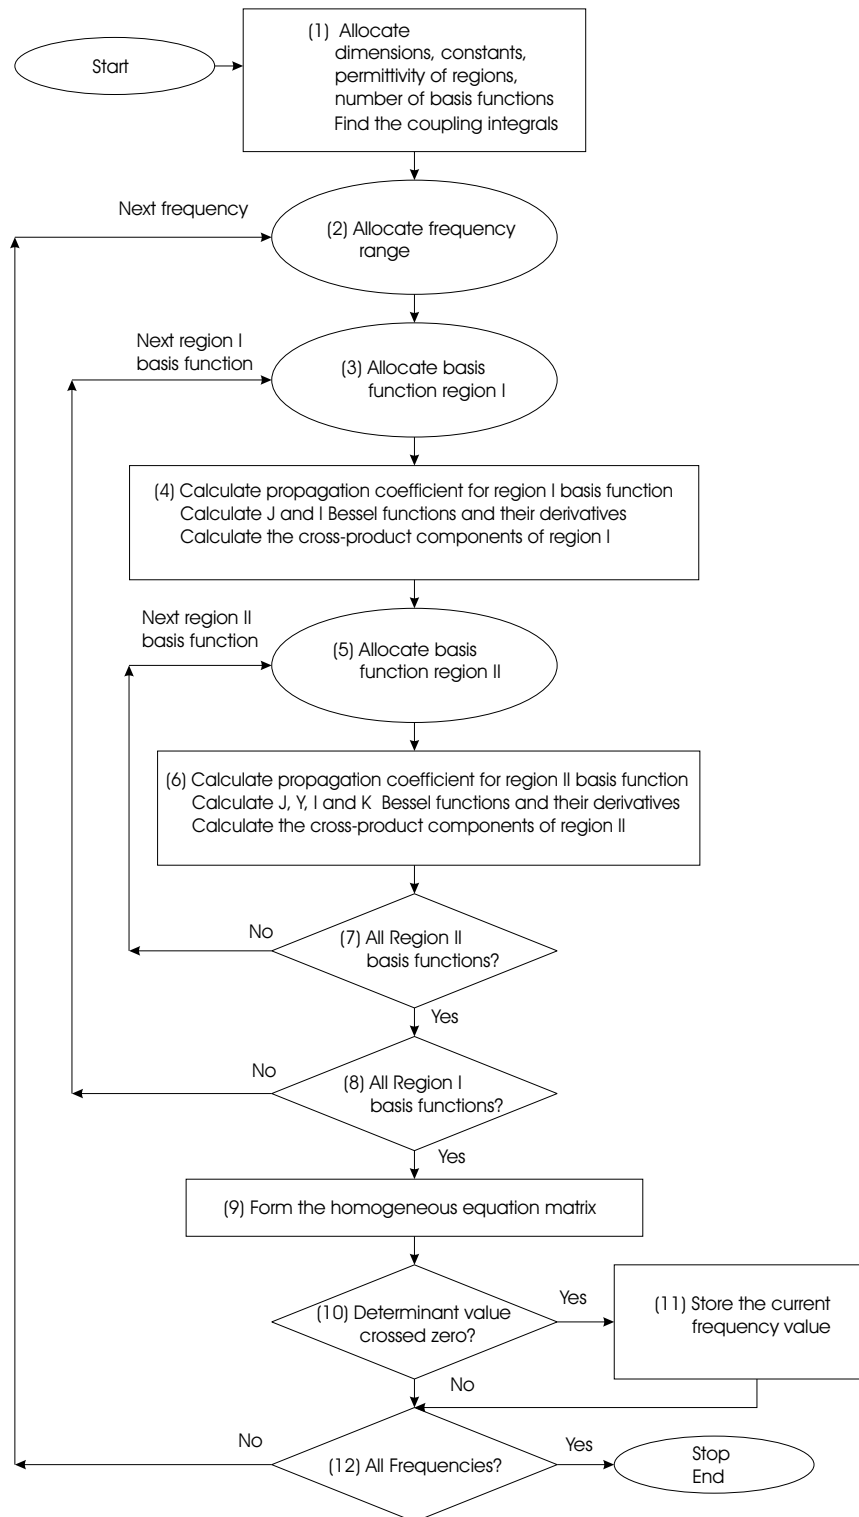 Start
(1) Allocate
dimensions, constants,
permittivity of regions,
number of basis functions
Find the coupling integrals
Next frequency
(2) Allocate frequency
range
Next region I
basis function
(3) Allocate basis
function region I
(4) Calculate propagation coefficient for region I basis function
Calculate J and I Bessel functions and their derivatives
Calculate the cross-product components of region I
Next region II
basis function
(5) Allocate basis
function region II
(6) Calculate propagation coefficient for region II basis function
Calculate J, Y, I and K Bessel functions and their derivatives
Calculate the cross-product components of region II
No
(7) All Region II
basis functions?
Yes
No
(8) All Region I
basis functions?
Yes
(9) Form the homogeneous equation matrix
(10) Determinant value
crossed zero?
Yes
(11) Store the current
frequency value
No
No
(12) All Frequencies?
Yes
Stop
End